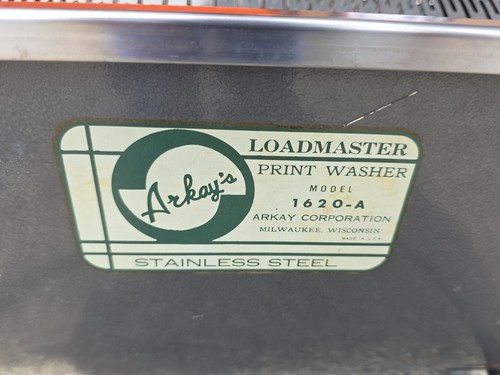 Arkay's
LOADMASTER
PRINT WASHER
MODEL
1620-A
ARKAY CORPORATION
MILWAUKEE, WISCONSIN
MADE IN U.S.A.
STAINLESS STEEL